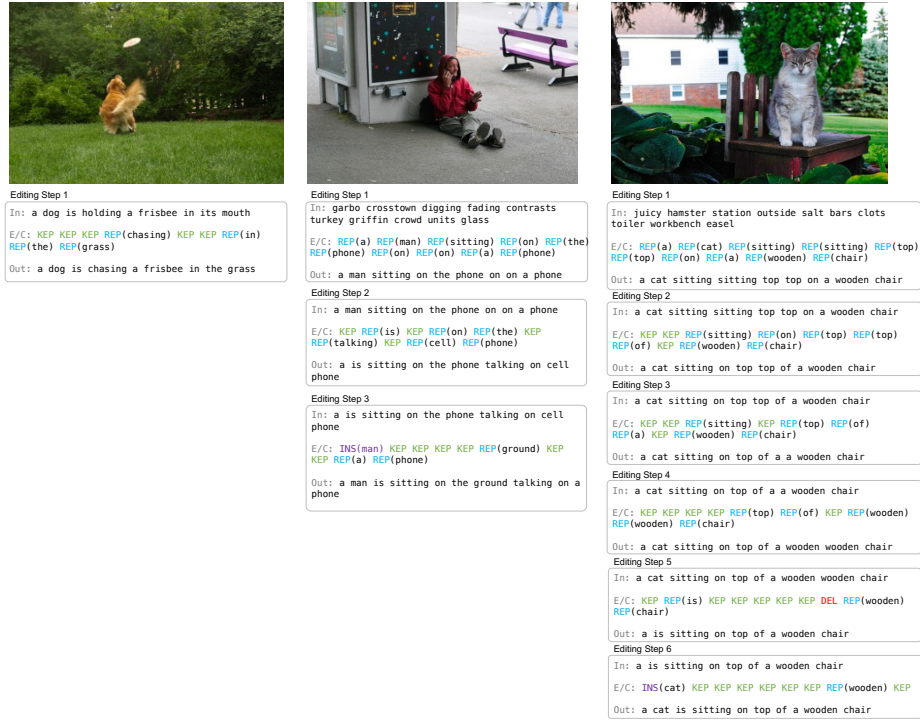 Editing Step 1
In: a dog is holding a frisbee in its mouth
E/C: KEP KEP KEP REP(chasing) KEP KEP REP(in)
REP(the) REP(grass)
Out: a dog is chasing a frisbee in the grass
Editing Step 1
In: garbo crosstown digging fading contrasts
turkey griffin crowd units glass
E/C: REP(a) REP(man) REP(sitting) REP(on) REP(the)
REP(phone) REP(on) REP(on) REP(a) REP(phone)
Out: a man sitting on the phone on on a phone
Editing Step 2
In: a man sitting on the phone on on a phone
E/C: KEP REP(is) KEP REP(on) REP(the) KEP
REP(talking) KEP REP(cell) REP(phone)
Out: a is sitting on the phone talking on cell
phone
Editing Step 3
In: a is sitting on the phone talking on cell
phone
E/C: INS(man) KEP KEP KEP KEP REP(ground) KEP
KEP REP(a) REP(phone)
Out: a man is sitting on the ground talking on a
phone
Editing Step 1
In: juicy hamster station outside salt bars clots
toiler workbench easel
E/C: REP(a) REP(cat) REP(sitting) REP(sitting) REP(top)
REP(top) REP(on) REP(a) REP(wooden) REP(chair)
Out: a cat sitting sitting top top on a wooden chair
Editing Step 2
In: a cat sitting sitting top top on a wooden chair
E/C: KEP KEP REP(sitting) REP(on) REP(top) REP(top)
REP(of) KEP REP(wooden) REP(chair)
Out: a cat sitting on top top of a wooden chair
Editing Step 3
In: a cat sitting on top top of a wooden chair
E/C: KEP KEP REP(sitting) KEP REP(top) REP(of)
REP(a) KEP REP(wooden) REP(chair)
Out: a cat sitting on top of a a wooden chair
Editing Step 4
In: a cat sitting on top of a a wooden chair
E/C: KEP KEP KEP KEP REP(top) REP(of) KEP REP(wooden)
REP(wooden) REP(chair)
Out: a cat sitting on top of a wooden wooden chair
Editing Step 5
In: a cat sitting on top of a wooden wooden chair
E/C: KEP REP(is) KEP KEP KEP KEP KEP DEL REP(wooden)
REP(chair)
Out: a is sitting on top of a wooden chair
Editing Step 6
In: a is sitting on top of a wooden chair
E/C: INS(cat) KEP KEP KEP KEP KEP KEP REP(wooden) KEP
Out: a cat is sitting on top of a wooden chair